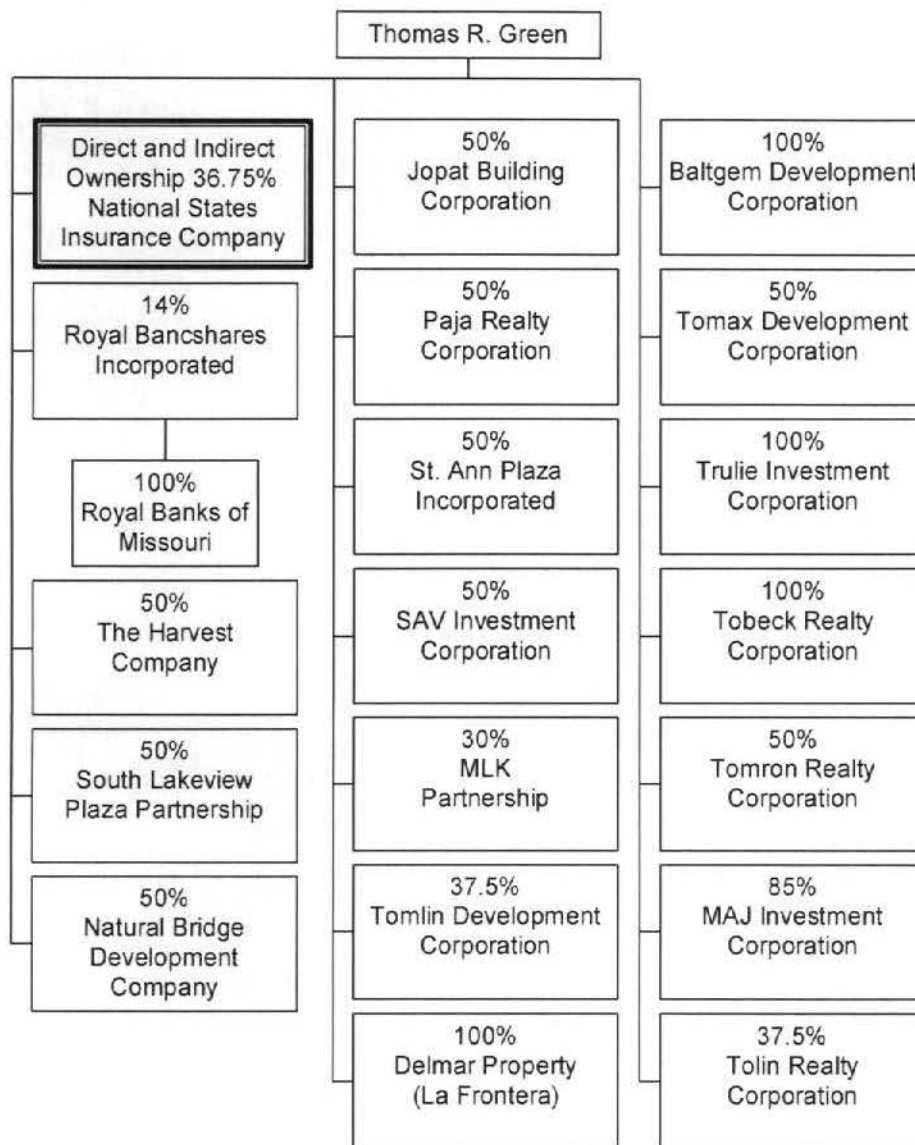 Thomas R. Green
Direct and Indirect
Ownership 36.75%
National States
Insurance Company
14%
Royal Bancshares
Incorporated
100%
Royal Banks of
Missouri
50%
The Harvest
Company
50%
South Lakeview
Plaza Partnership
50%
Natural Bridge
Development
Company
50%
Jopat Building
Corporation
50%
Paja Realty
Corporation
50%
St. Ann Plaza
Incorporated
50%
SAV Investment
Corporation
30%
MLK
Partnership
37.5%
Tomlin Development
Corporation
100%
Delmar Property
(La Frontera)
100%
Baltgem Development
Corporation
50%
Tomax Development
Corporation
100%
Trulie Investment
Corporation
100%
Tobeck Realty
Corporation
50%
Tomron Realty
Corporation
85%
MAJ Investment
Corporation
37.5%
Tolin Realty
Corporation